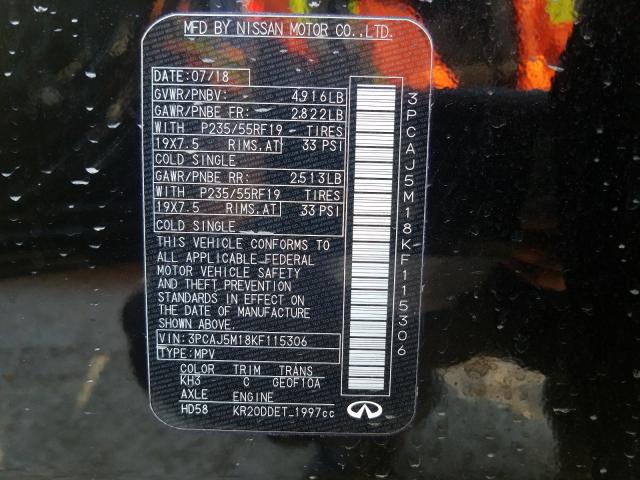 MFD BY NISSAN MOTOR CO.,LTD.
DATE: 07/18
GVWR/PNBV: 4,916LB
GAWR/PNBE FR: 2,822LB
WITH P235/55RF19 TIRES
19X7.5 RIMS.AT 33 PSI
COLD SINGLE
GAWR/PNBE RR: 2,513LB
WITH P235/55RF19 TIRES
19X7.5 RIMS.AT 33 PSI
COLD SINGLE
THIS VEHICLE CONFORMS TO
ALL APPLICABLE FEDERAL
MOTOR VEHICLE SAFETY
AND THEFT PREVENTION
STANDARDS IN EFFECT ON
THE DATE OF MANUFACTURE
SHOWN ABOVE.
VIN: 3PCAJ5M18KF115306
TYPE: MPV
COLOR TRIM TRANS
KH3 C GE0F10A
AXLE ENGINE
HD58 KR20DDET_1997cc
3PCAJ5M18KF115306